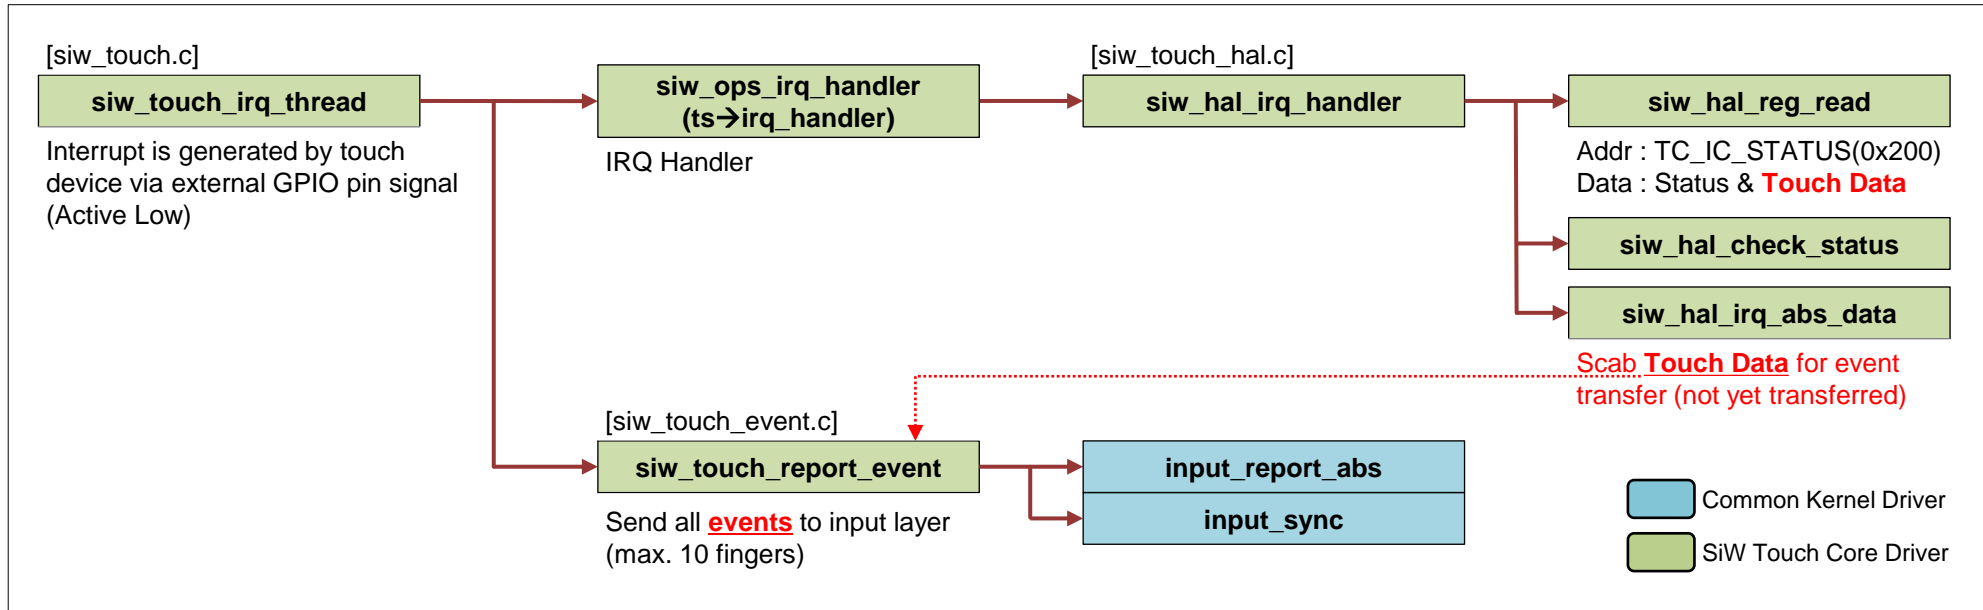 [siw_touch.c]
siw_touch_irq_thread
Interrupt is generated by touch
device via external GPIO pin signal
(Active Low)
siw_ops_irq_handler
(ts→irq_handler)
IRQ Handler
[siw_touch_hal.c]
siw_hal_irq_handler
siw_hal_reg_read
Addr : TC_IC_STATUS(0x200)
Data : Status & Touch Data
siw_hal_check_status
siw_hal_irq_abs_data
Scab Touch Data for event
transfer (not yet transferred)
[siw_touch_event.c]
siw_touch_report_event
Send all events to input layer
(max. 10 fingers)
input_report_abs
input_sync
Common Kernel Driver
SiW Touch Core Driver